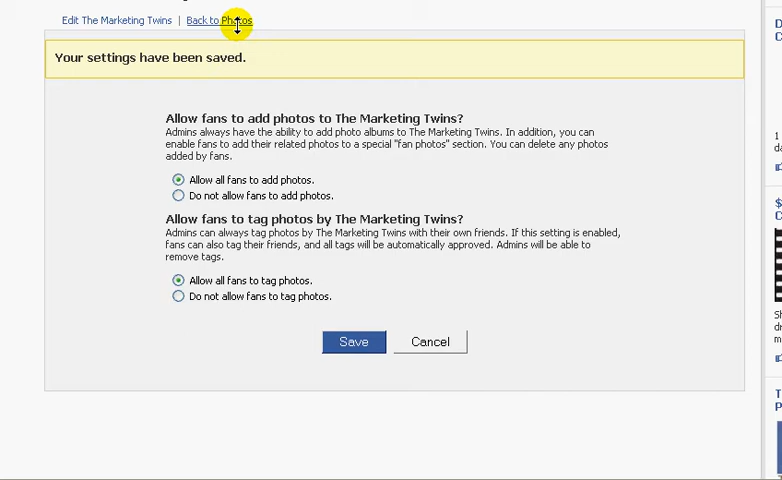 Edit The Marketing Twins | Back to Photos
Your settings have been saved.
Allow fans to add photos to The Marketing Twins?
Admins always have the ability to add photo albums to The Marketing Twins. In addition, you can
enable fans to add their related photos to a special "fan photos" section. You can delete any photos
added by fans.
Allow all fans to add photos.
Do not allow fans to add photos.
Allow fans to tag photos by The Marketing Twins?
Admins can always tag photos by The Marketing Twins with their own friends. If this setting is enabled,
fans can also tag their friends, and all tags will be automatically approved. Admins will be able to
remove tags.
Allow all fans to tag photos.
Do not allow fans to tag photos.
Save Cancel